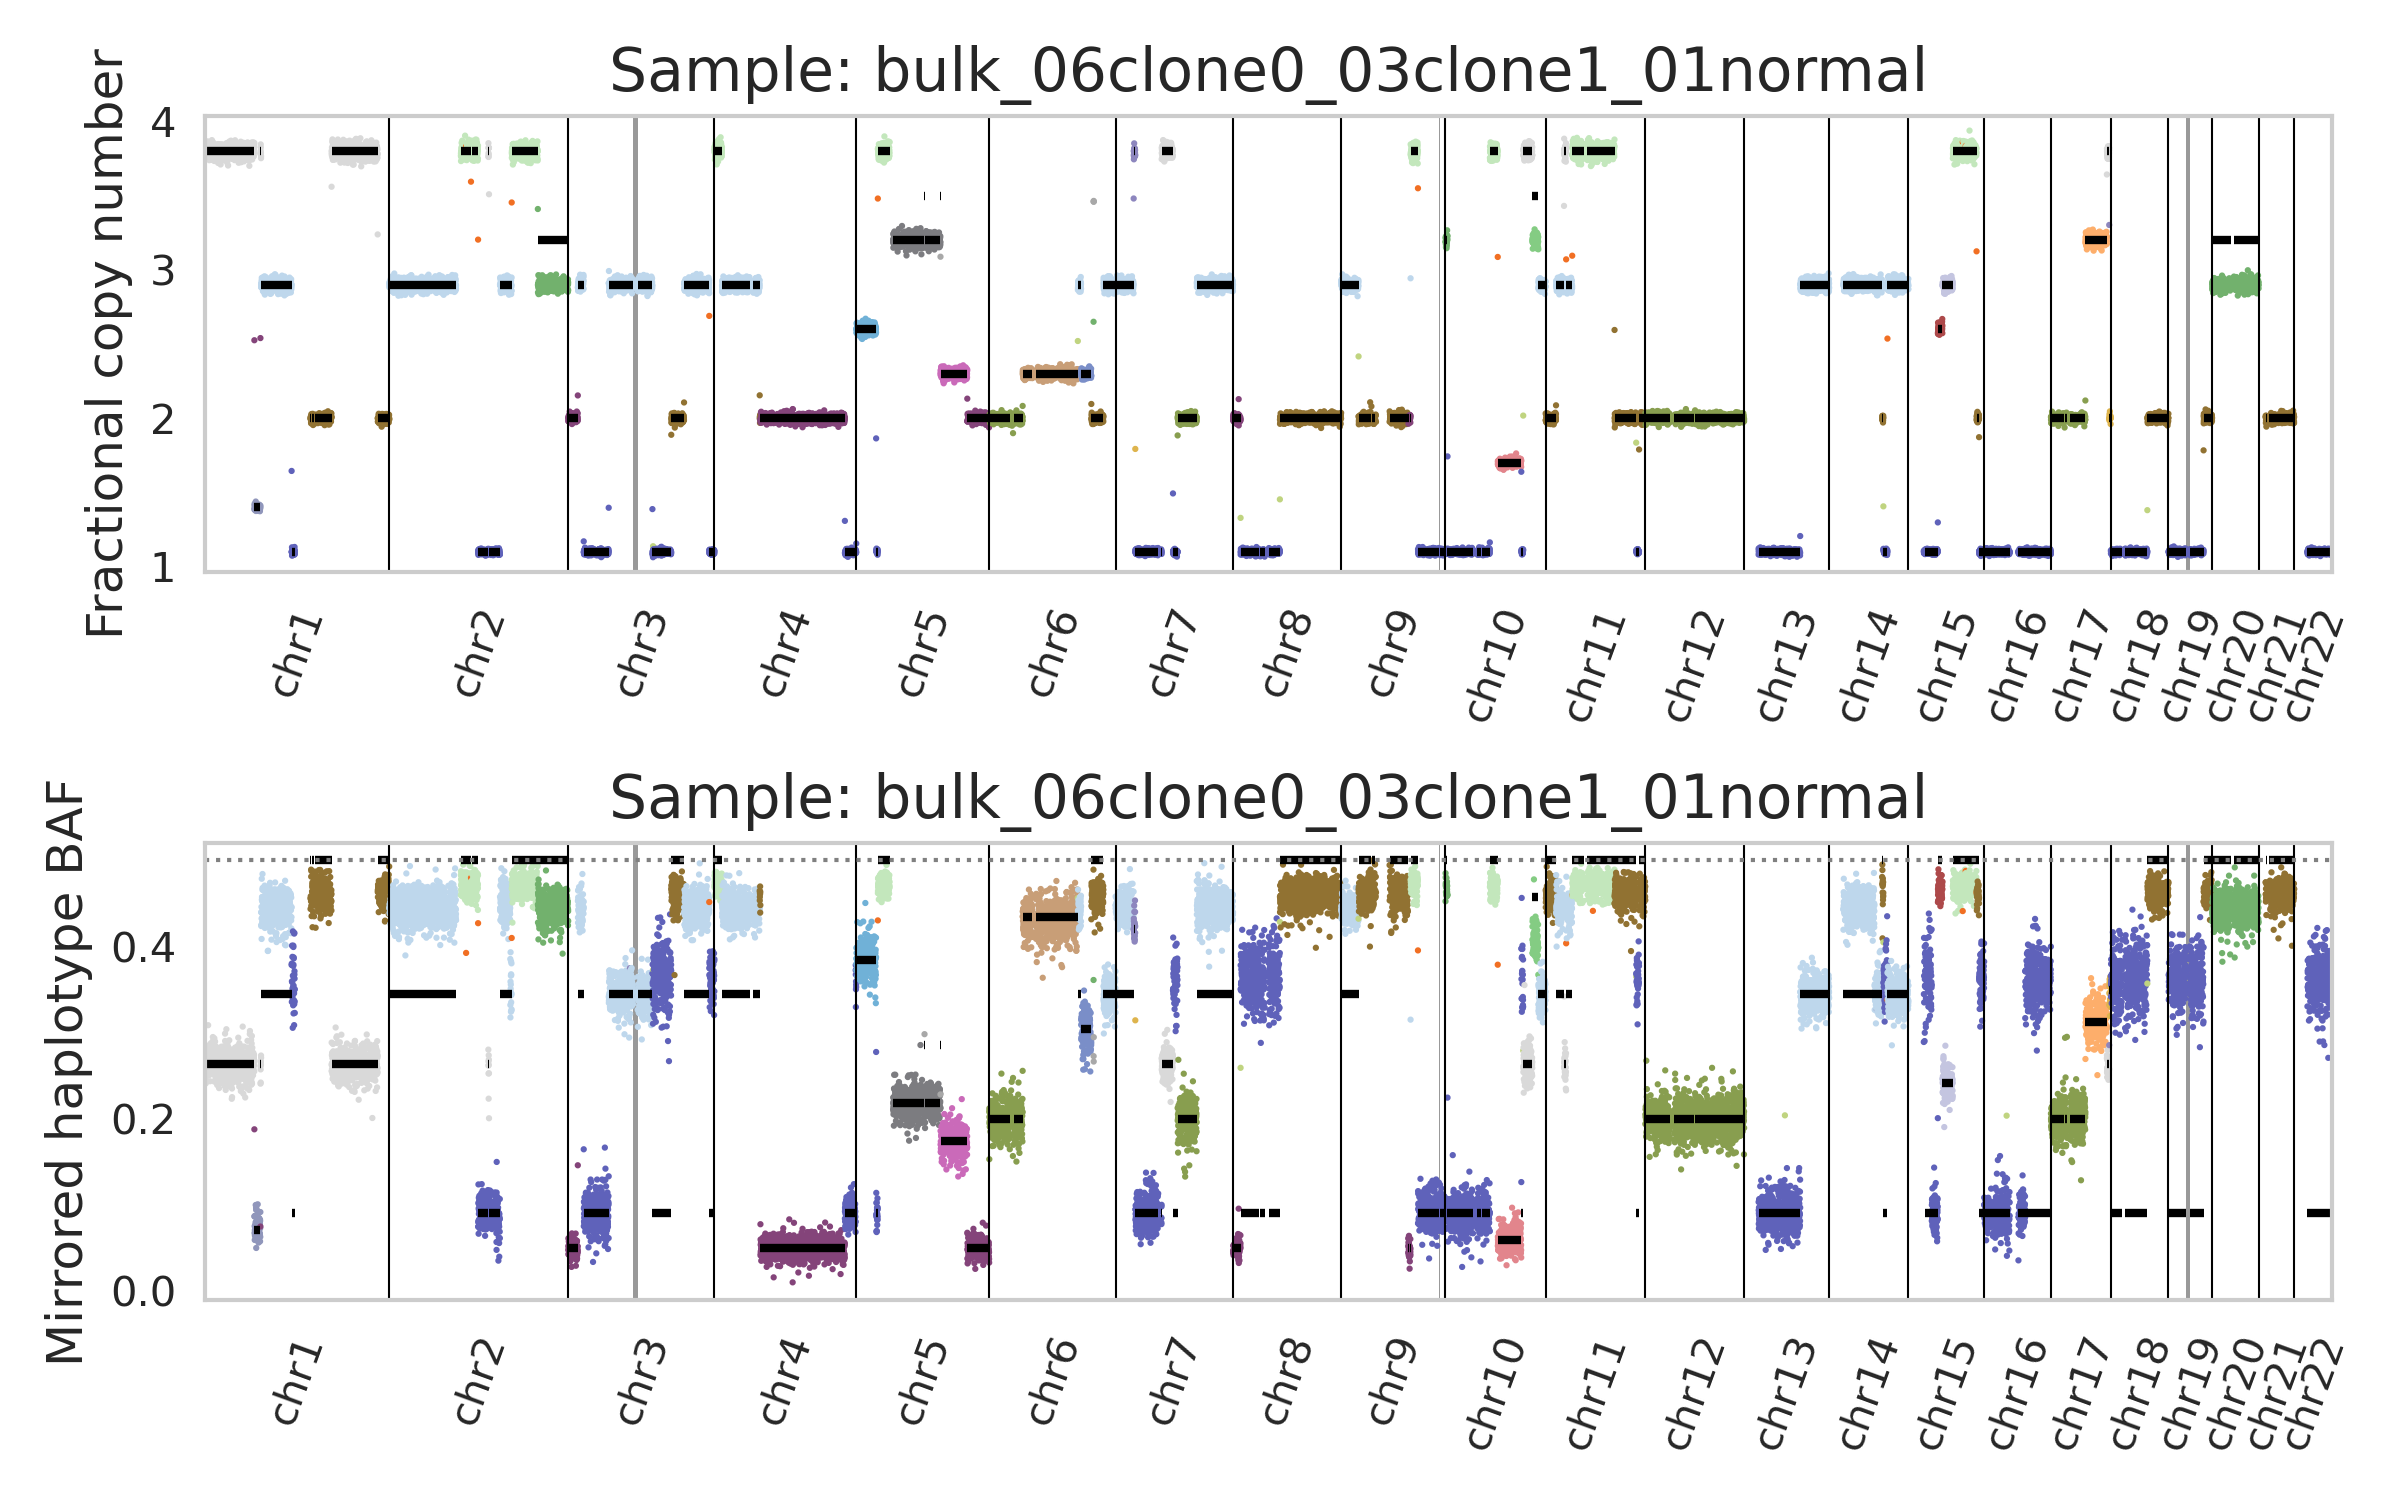 Sample: bulk_06clone0_03clone1_01normal
Fractional copy number
4
3
2
1
chr1
chr2
chr3
chr4
chr5
chr6
chr7
chr8
chr9
chr10
chr11
chr12
chr13
chr14
chr15
chr16
chr17
chr18
chr19
chr20
chr21
chr22
Sample: bulk_06clone0_03clone1_01normal
Mirrored haplotype BAF
0.4
0.2
0.0
chr1
chr2
chr3
chr4
chr5
chr6
chr7
chr8
chr9
chr10
chr11
chr12
chr13
chr14
chr15
chr16
chr17
chr18
chr19
chr20
chr21
chr22